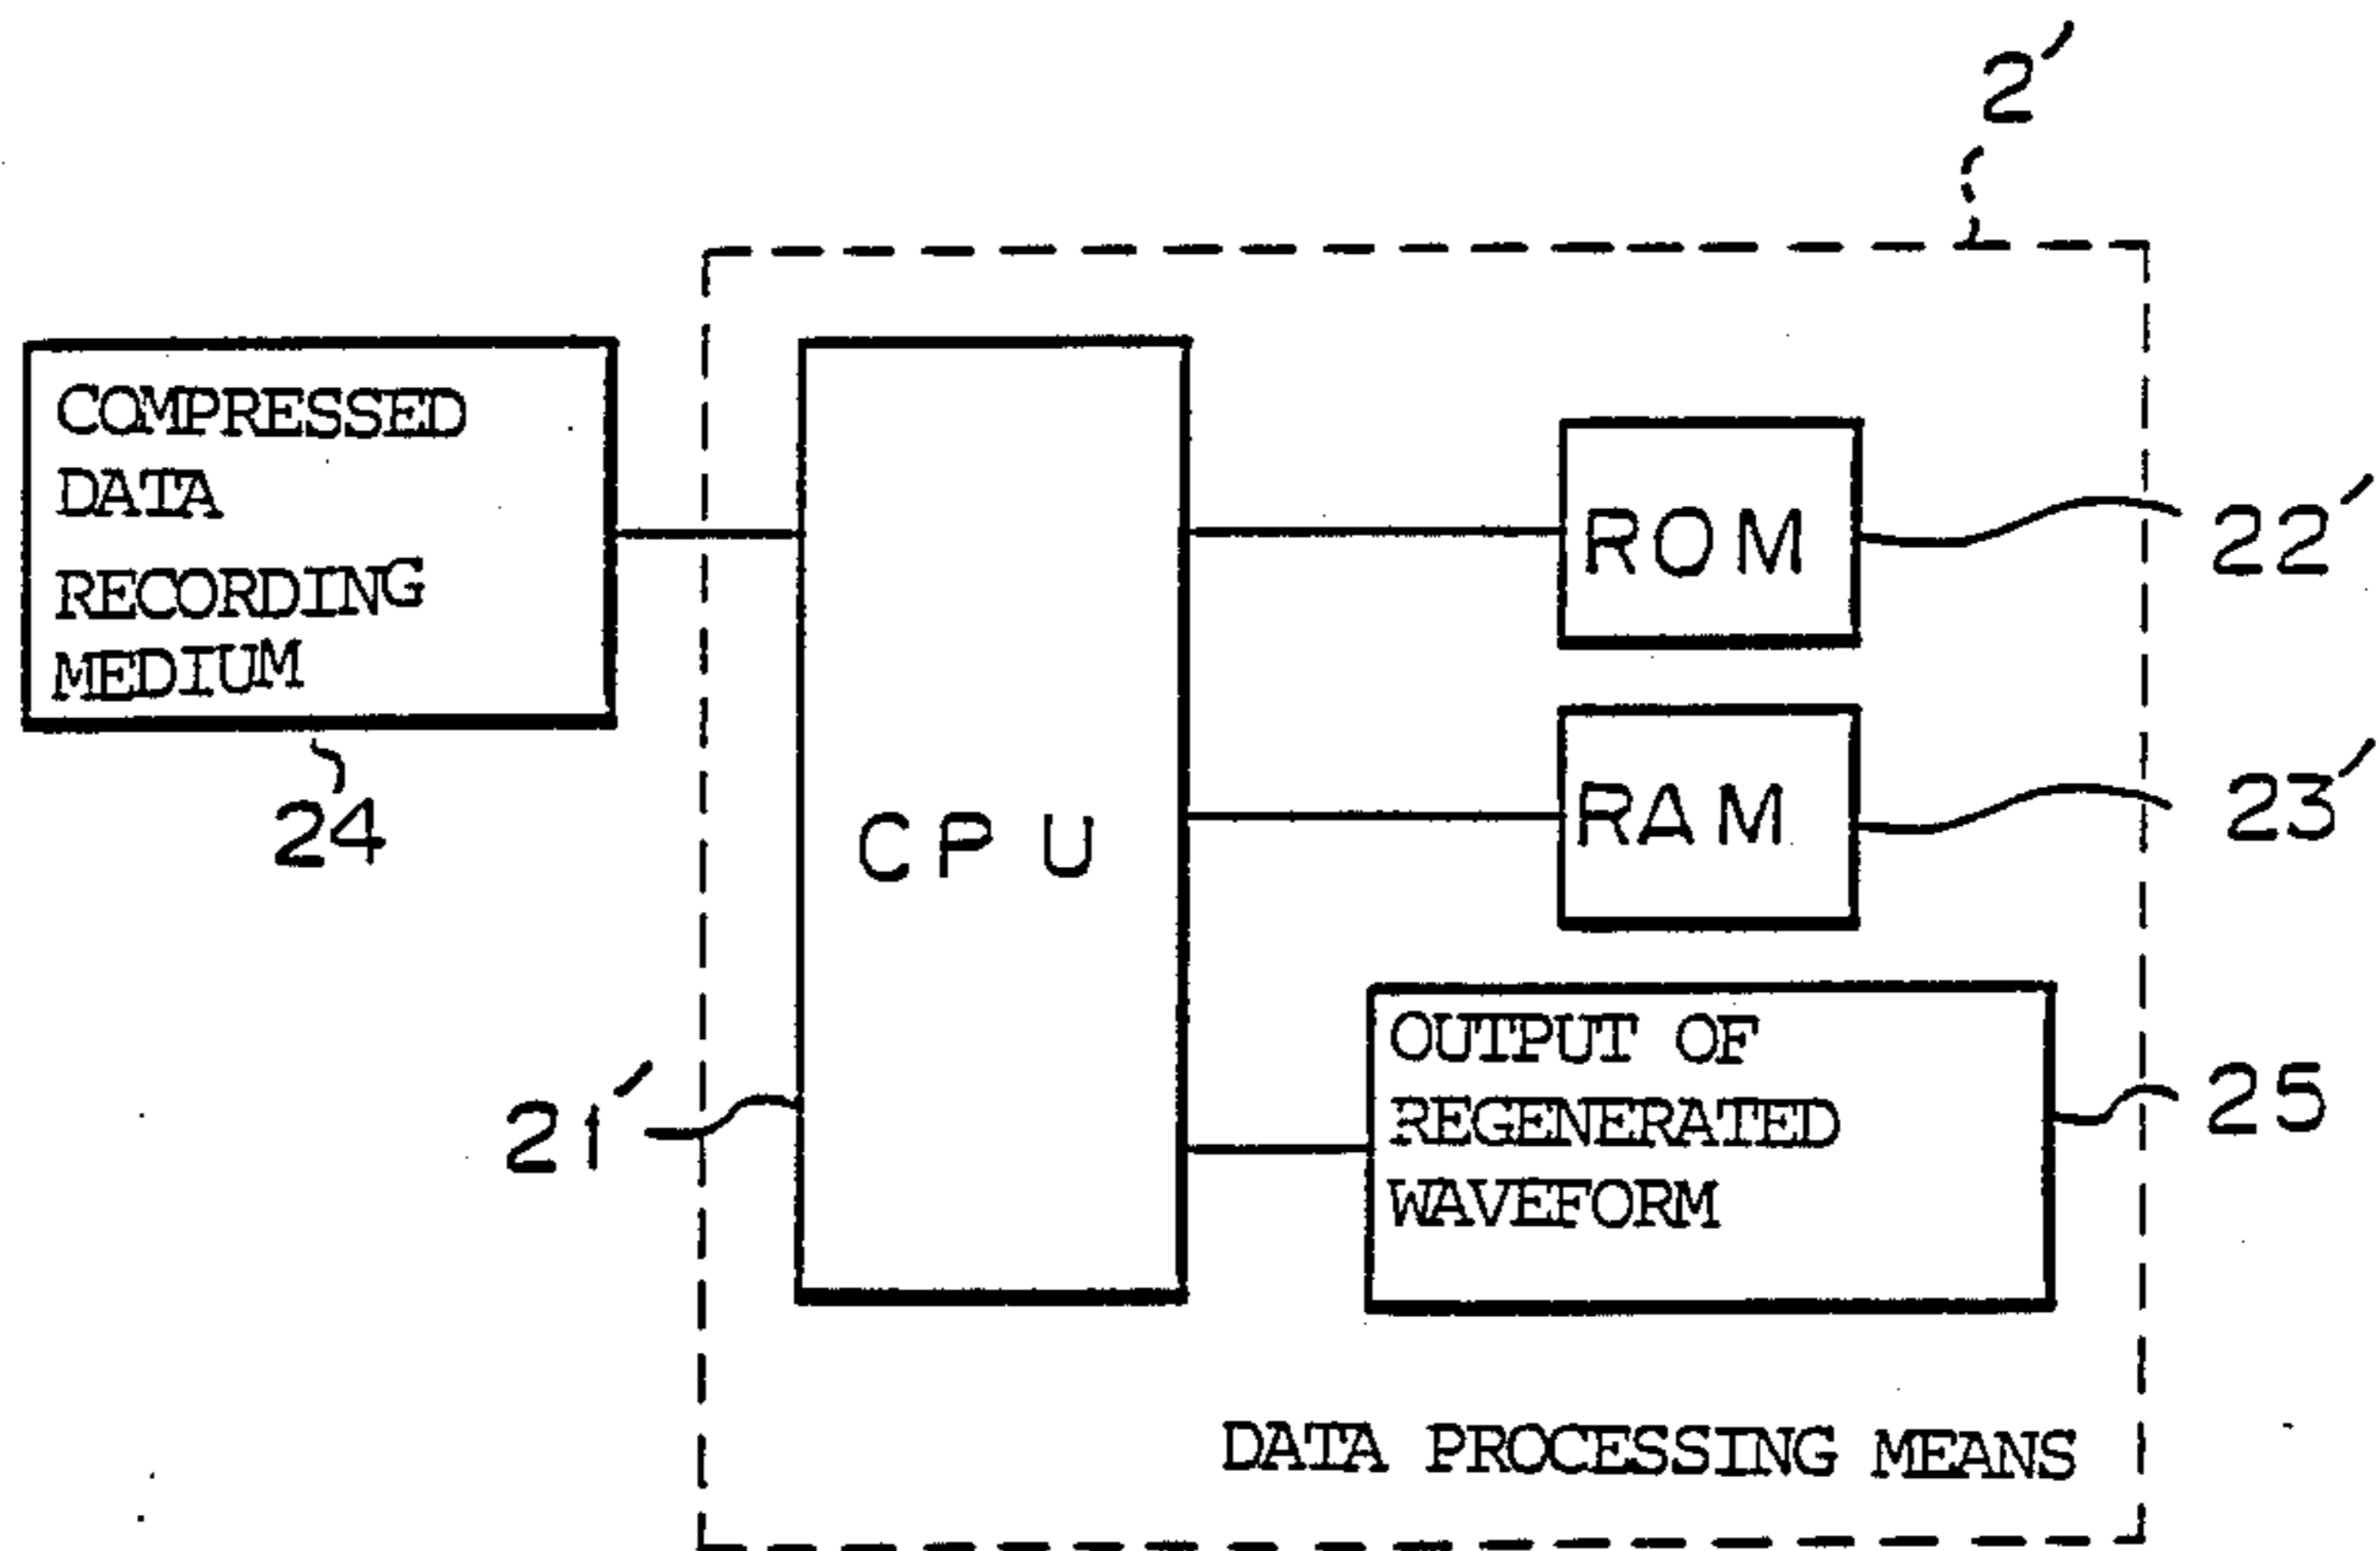 2′
COMPRESSED
DATA
RECORDING
MEDIUM
24
CPU
21′
ROM
22′
RAM
23′
OUTPUT OF
REGENERATED
WAVEFORM
25
DATA PROCESSING MEANS